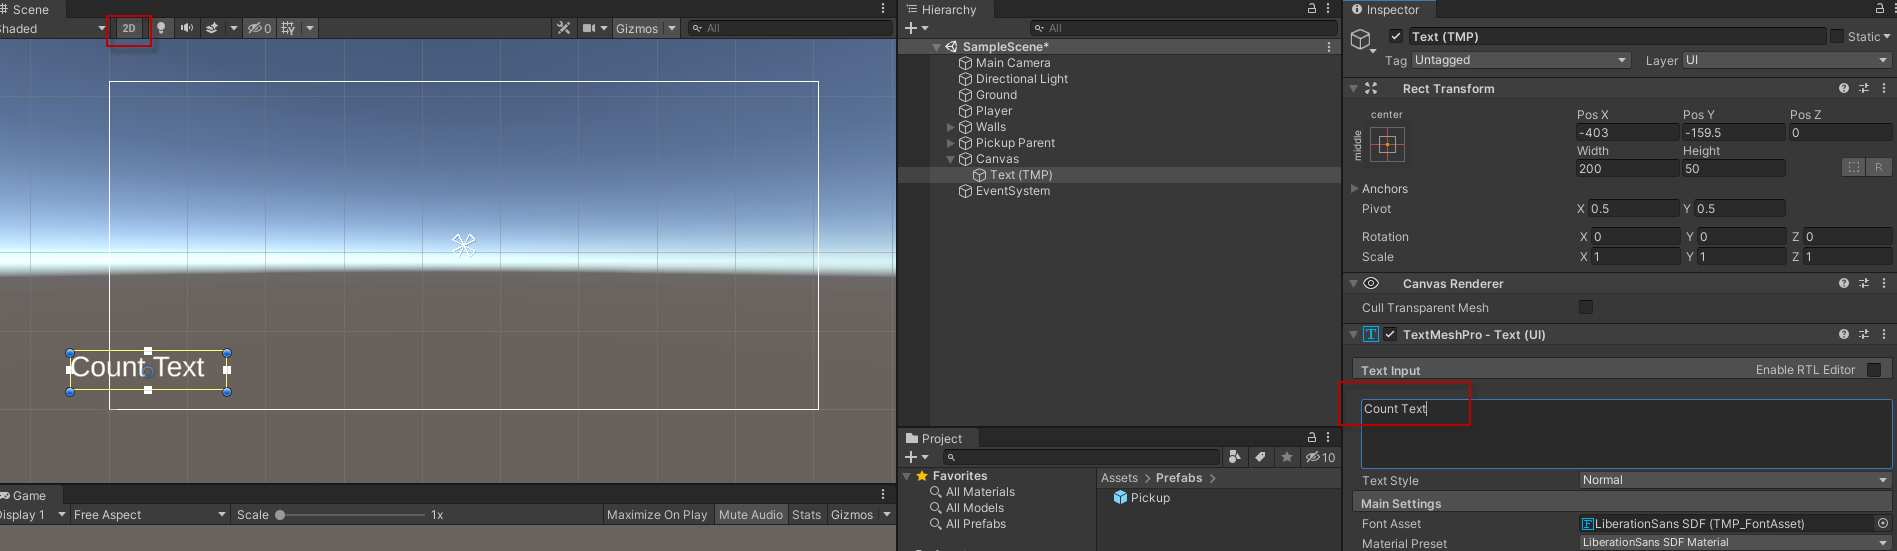 Scene
Shaded
2D
0
Gizmos
All
Count Text
Game
Display 1
Free Aspect
Scale
1x
Maximize On Play
Mute Audio
Stats
Gizmos
Hierarchy
All
SampleScene*
Main Camera
Directional Light
Ground
Player
Walls
Pickup Parent
Canvas
Text (TMP)
EventSystem
Project
10
Favorites
All Materials
All Models
All Prefabs
Assets > Prefabs >
Pickup
Inspector
Text (TMP)
Static
Tag Untagged Layer UI
Rect Transform
center
middle
Pos X Pos Y Pos Z
-403 -159.5 0
Width Height
200 50
R
Anchors
Pivot X 0.5 Y 0.5
Rotation X 0 Y 0 Z 0
Scale X 1 Y 1 Z 1
Canvas Renderer
Cull Transparent Mesh
T TextMeshPro - Text (UI)
Text Input Enable RTL Editor
Count Text
Text Style Normal
Main Settings
Font Asset LiberationSans SDF (TMP_FontAsset)
Material Preset LiberationSans SDF Material